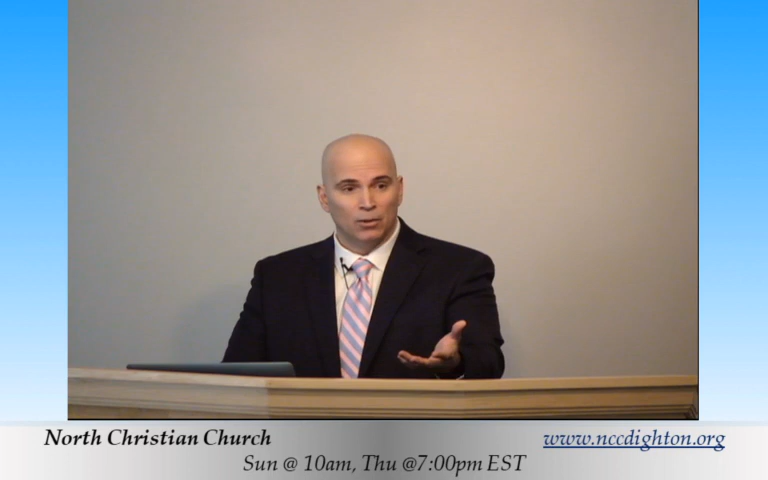 North Christian Church www.nccdighton.org
Sun @ 10am, Thu @7:00pm EST